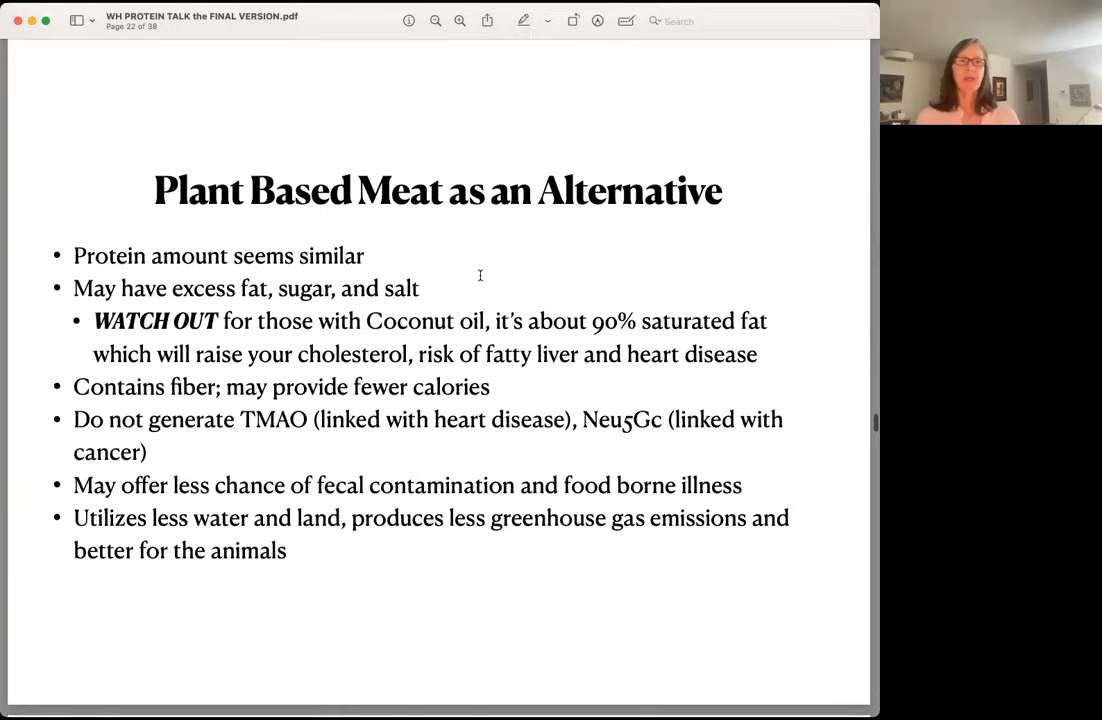 WH PROTEIN TALK the FINAL VERSION.pdf
Page 22 of 38
Search
Plant Based Meat as an Alternative
• Protein amount seems similar
• May have excess fat, sugar, and salt
• WATCH OUT for those with Coconut oil, it's about 90% saturated fat
which will raise your cholesterol, risk of fatty liver and heart disease
• Contains fiber; may provide fewer calories
• Do not generate TMAO (linked with heart disease), Neu5Gc (linked with
cancer)
• May offer less chance of fecal contamination and food borne illness
• Utilizes less water and land, produces less greenhouse gas emissions and
better for the animals